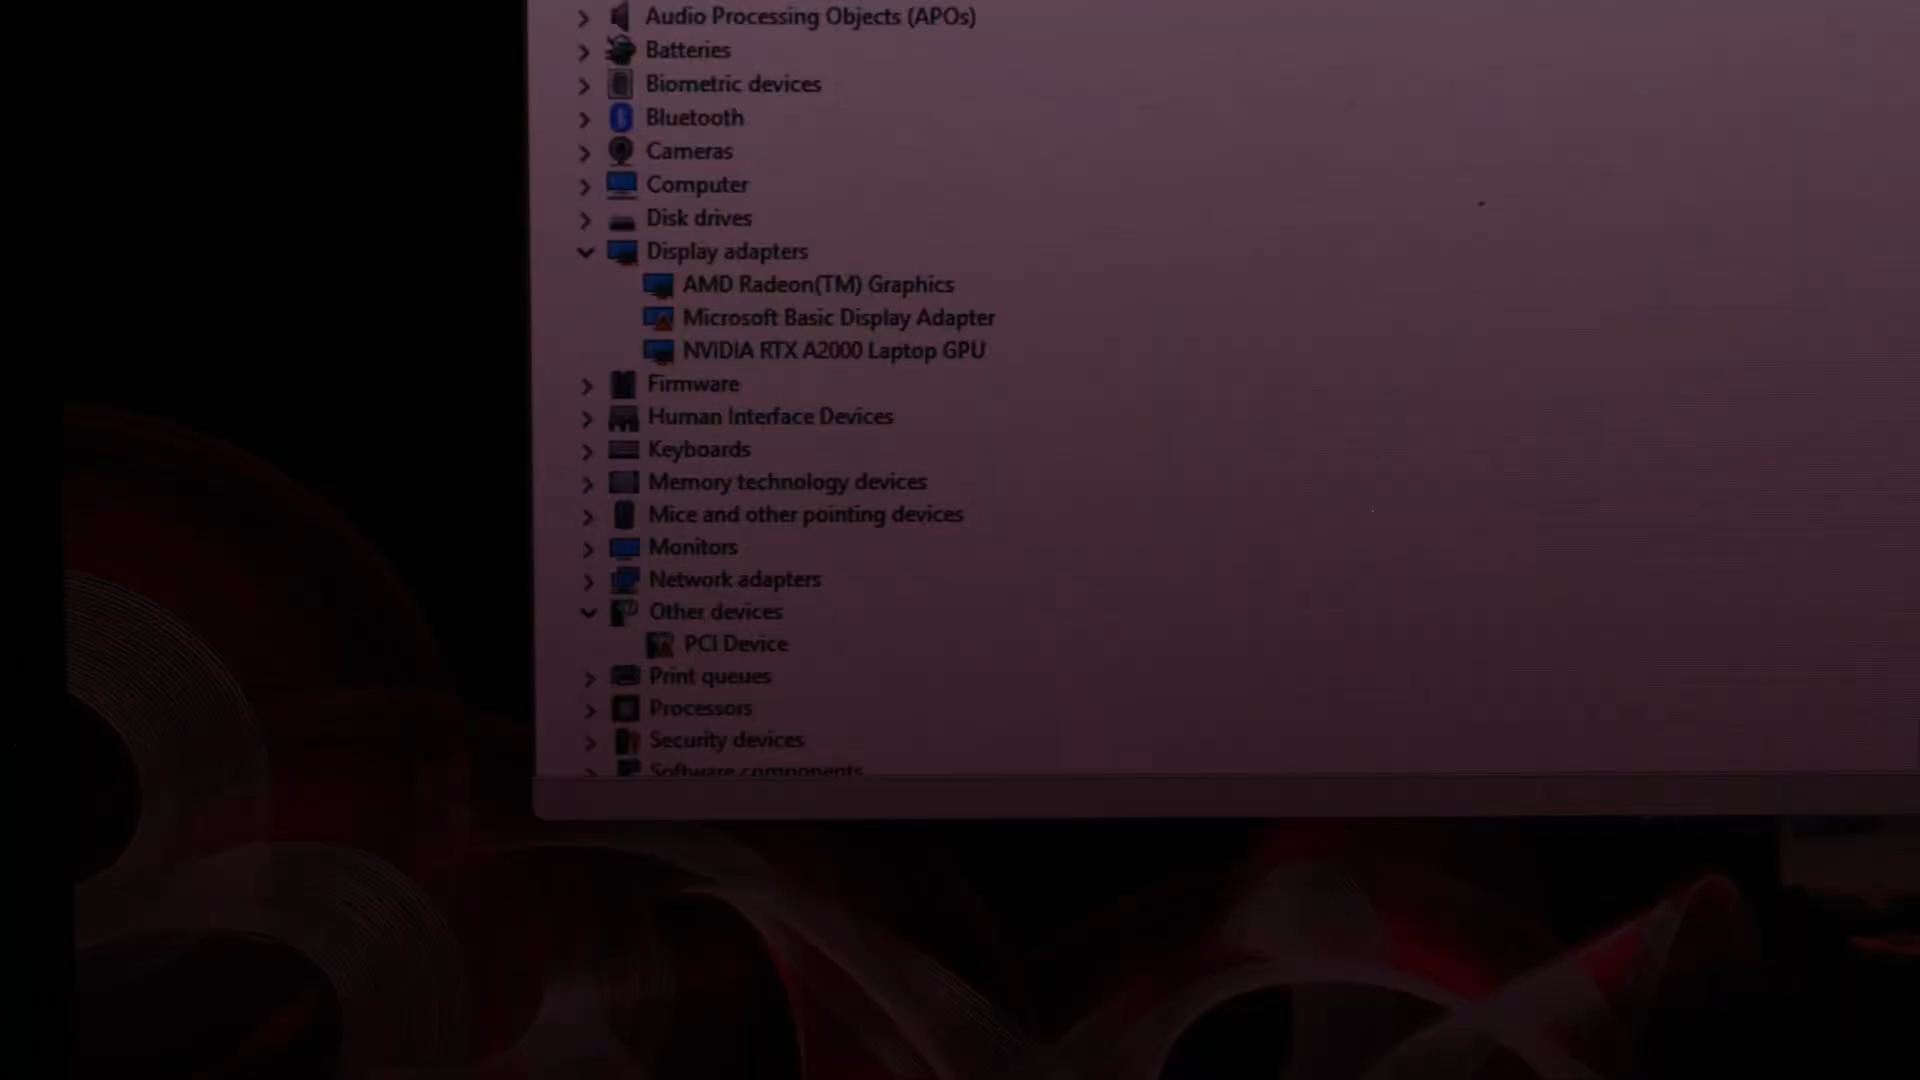 Audio Processing Objects (APOs)
Batteries
Biometric devices
Bluetooth
Cameras
Computer
Disk drives
Display adapters
AMD Radeon(TM) Graphics
Microsoft Basic Display Adapter
NVIDIA RTX A2000 Laptop GPU
Firmware
Human Interface Devices
Keyboards
Memory technology devices
Mice and other pointing devices
Monitors
Network adapters
Other devices
PCI Device
Print queues
Processors
Security devices
Software components